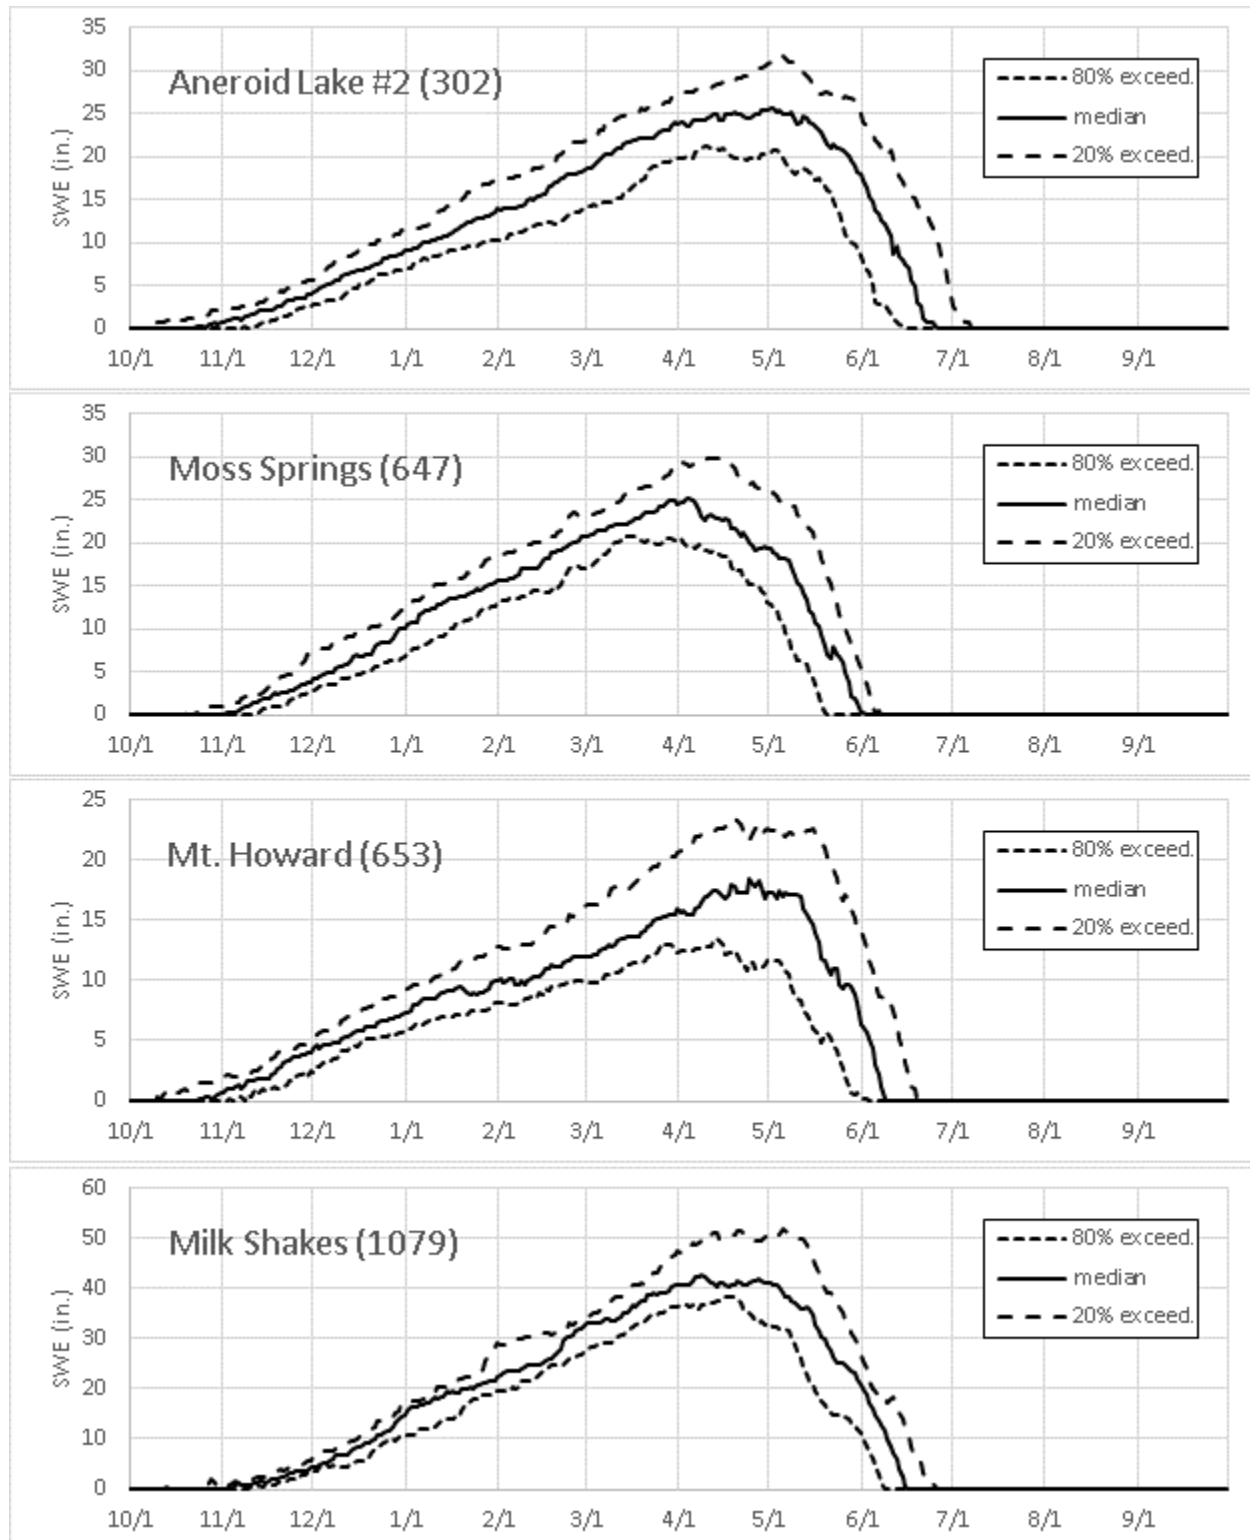 35
30
25
20
15
10
5
0
SWE (in.)
Aneroid Lake #2 (302)
80% exceed.
median
20% exceed.
10/1 11/1 12/1 1/1 2/1 3/1 4/1 5/1 6/1 7/1 8/1 9/1
35
30
25
20
15
10
5
0
SWE (in.)
Moss Springs (647)
80% exceed.
median
20% exceed.
10/1 11/1 12/1 1/1 2/1 3/1 4/1 5/1 6/1 7/1 8/1 9/1
25
20
15
10
5
0
SWE (in.)
Mt. Howard (653)
80% exceed.
median
20% exceed.
10/1 11/1 12/1 1/1 2/1 3/1 4/1 5/1 6/1 7/1 8/1 9/1
60
50
40
30
20
10
0
SWE (in.)
Milk Shakes (1079)
80% exceed.
median
20% exceed.
10/1 11/1 12/1 1/1 2/1 3/1 4/1 5/1 6/1 7/1 8/1 9/1